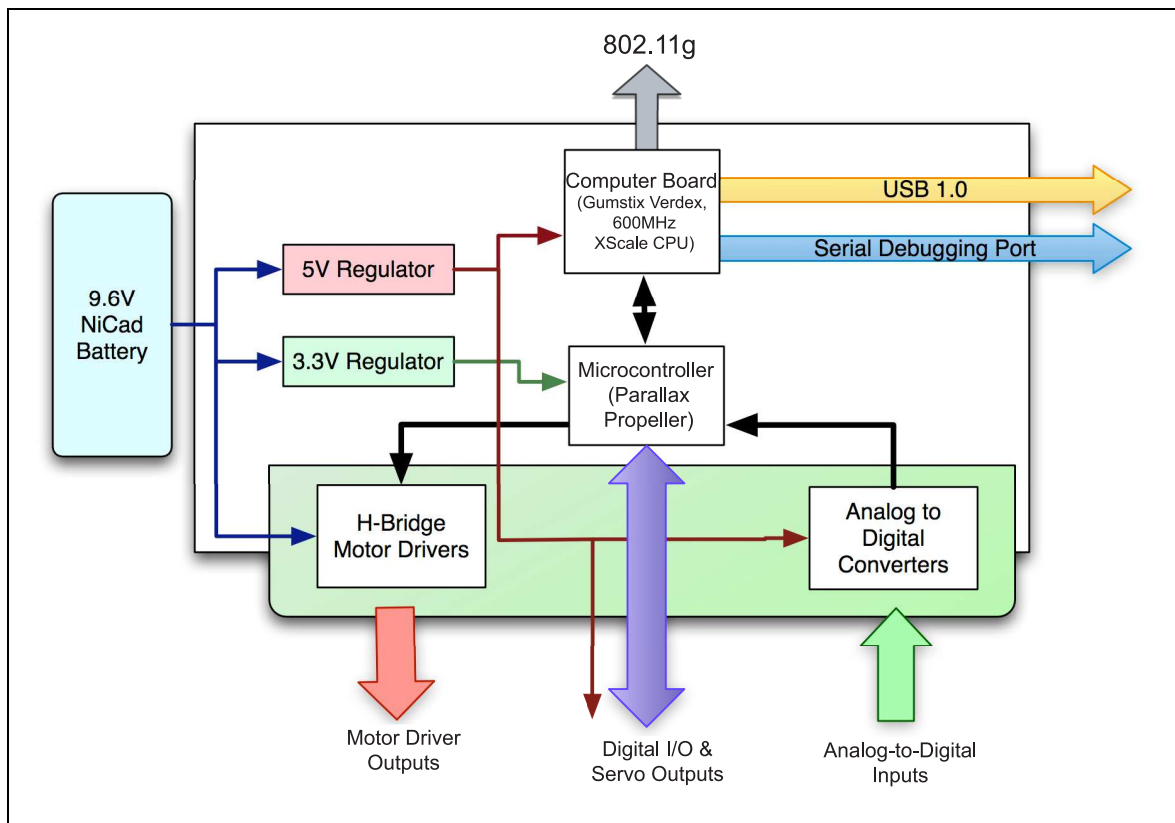 802.11g
Computer Board
(Gumstix Verdex,
600MHz
XScale CPU)
USB 1.0
Serial Debugging Port
5V Regulator
9.6V
NiCad
Battery
3.3V Regulator
Microcontroller
(Parallax
Propeller)
H-Bridge
Motor Drivers
Analog to
Digital
Converters
Motor Driver
Outputs
Digital I/O &
Servo Outputs
Analog-to-Digital
Inputs